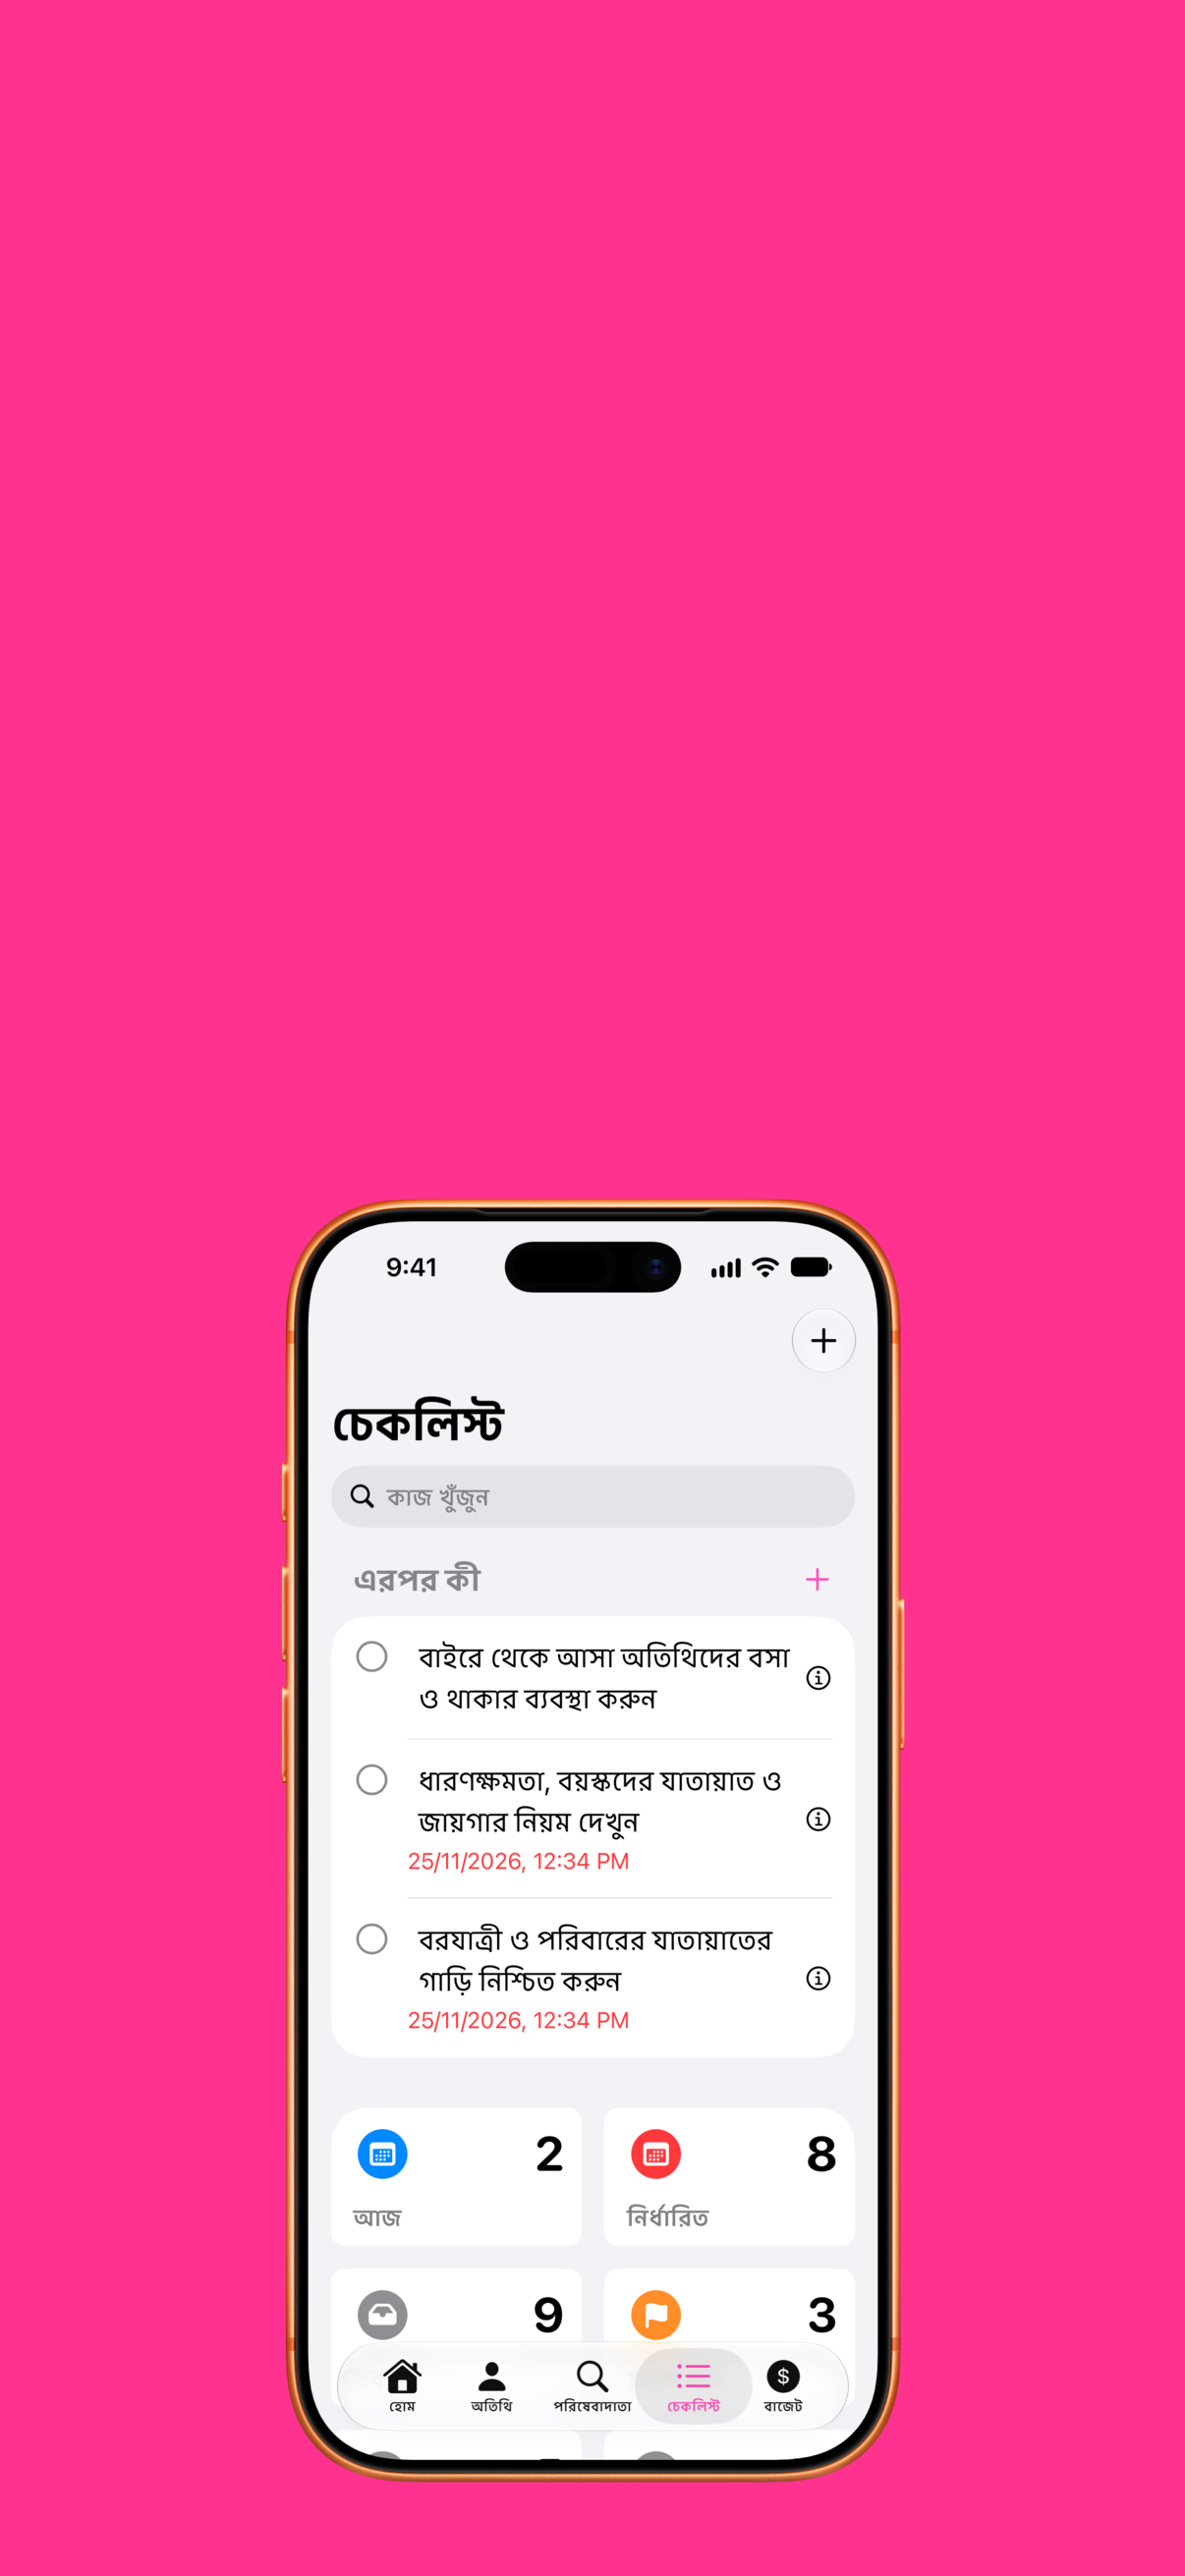 9:41
চেকলিস্ট
কাজ খুঁজুন
এরপর কী
বাইরে থেকে আসা অতিথিদের বসা
ও থাকার ব্যবস্থা করুন
ধারণক্ষমতা, বয়স্কদের যাতায়াত ও
জায়গার নিয়ম দেখুন
25/11/2026, 12:34 PM
বরযাত্রী ও পরিবারের যাতায়াতের
গাড়ি নিশ্চিত করুন
25/11/2026, 12:34 PM
2
8
আজ
নির্ধারিত
9
3
হোম
অতিথি
পরিষেবাদাতা
চেকলিস্ট
বাজেট